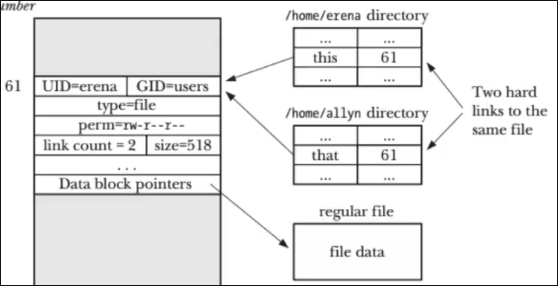 /home/erena directory
... ...
this 61
... ...
61
UID=erena GID=users
type=file
perm=rw-r--r--
link count = 2 size=518
...
Data block pointers
/home/allyn directory
... ...
that 61
... ...
Two hard
links to the
same file
regular file
file data